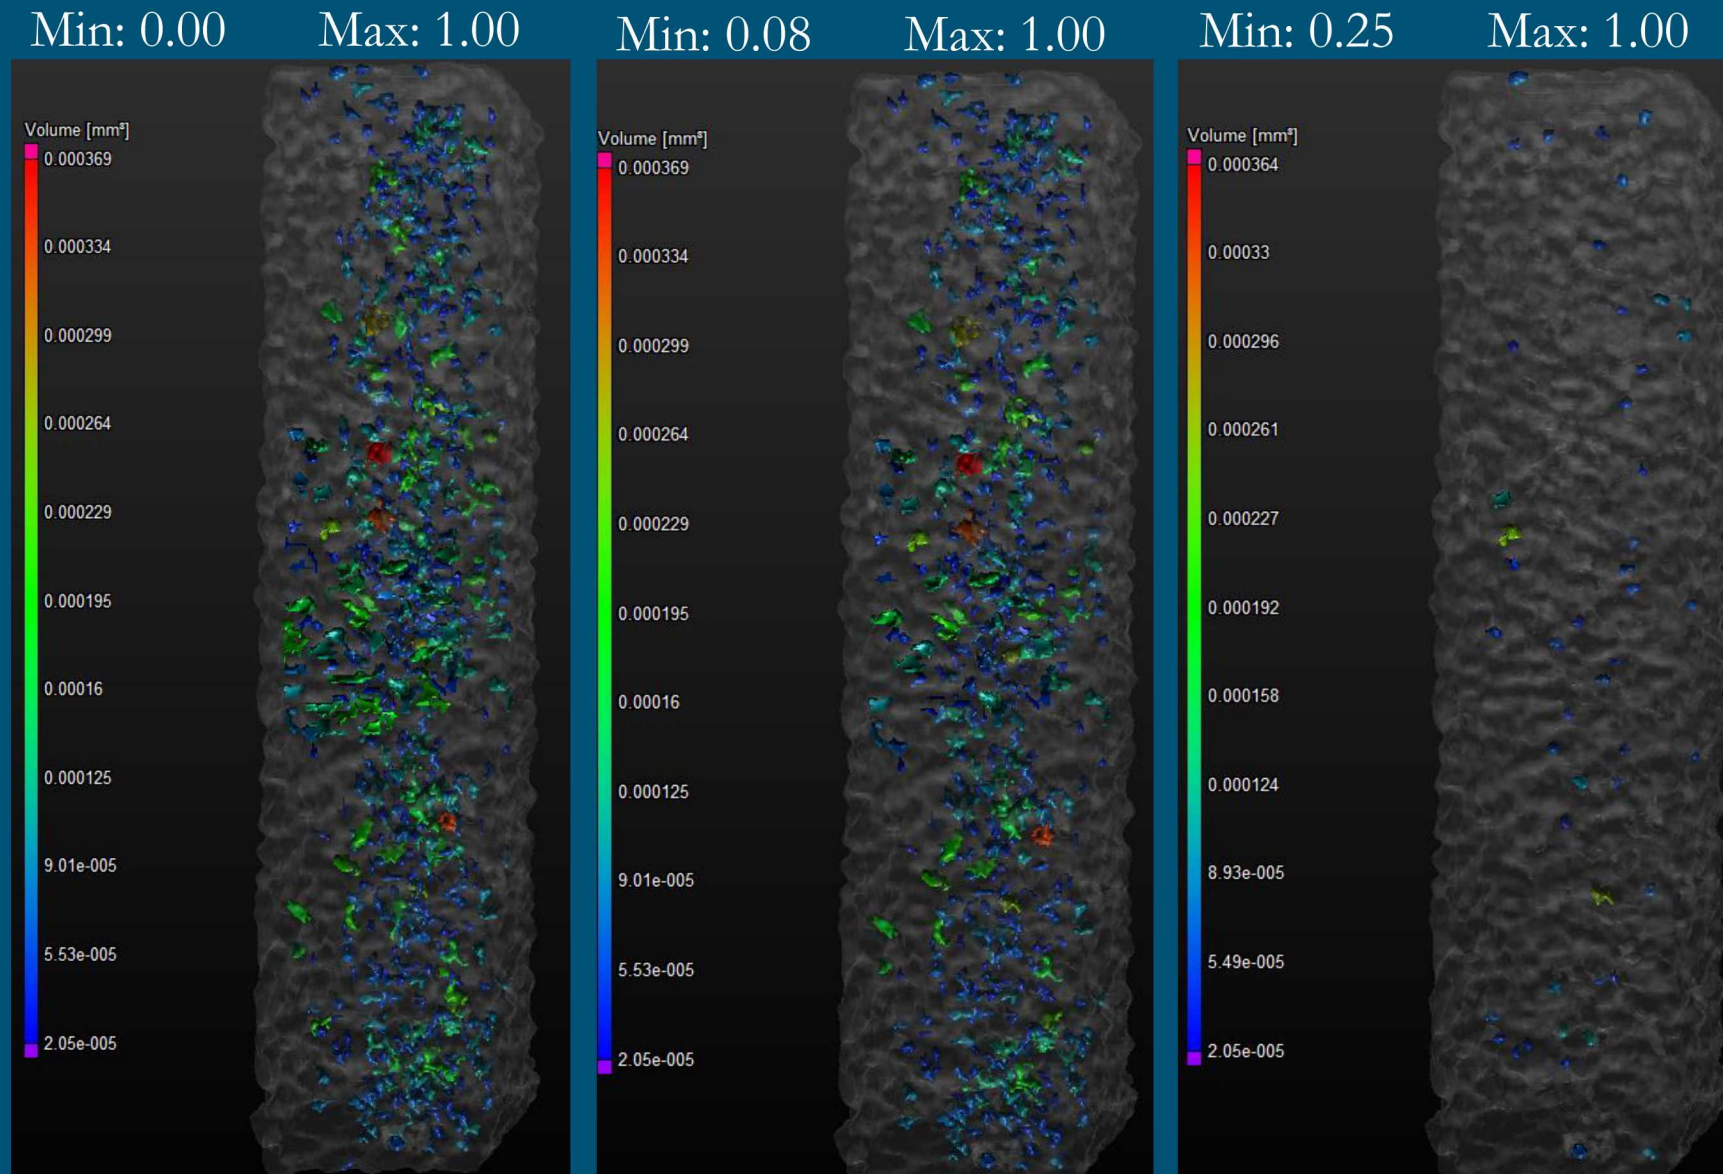 Min: 0.00 Max: 1.00
Volume [mm³]
0.000369
0.000334
0.000299
0.000264
0.000229
0.000195
0.00016
0.000125
9.01e-005
5.53e-005
2.05e-005
Min: 0.08 Max: 1.00
Volume [mm³]
0.000369
0.000334
0.000299
0.000264
0.000229
0.000195
0.00016
0.000125
9.01e-005
5.53e-005
2.05e-005
Min: 0.25 Max: 1.00
Volume [mm³]
0.000364
0.00033
0.000296
0.000261
0.000227
0.000192
0.000158
0.000124
8.93e-005
5.49e-005
2.05e-005